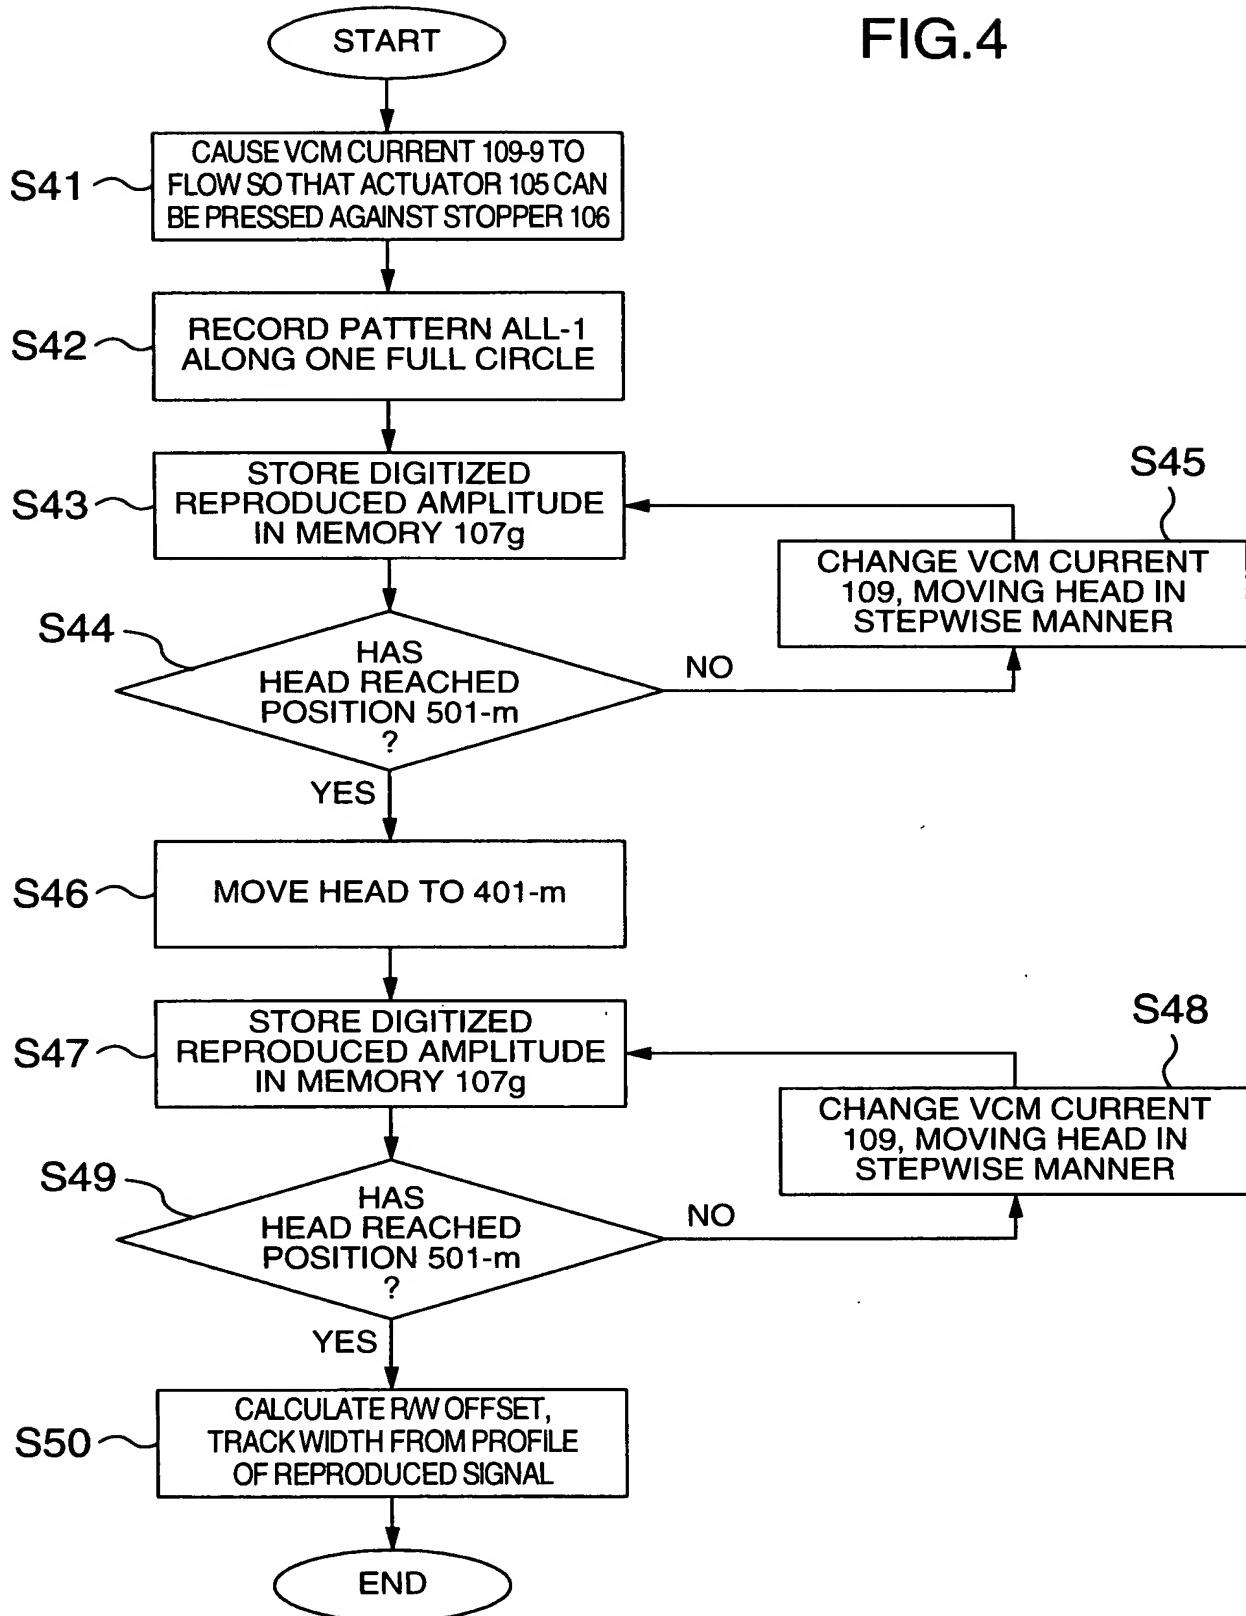 FIG.4
START
S41
CAUSE VCM CURRENT 109-9 TO
FLOW SO THAT ACTUATOR 105 CAN
BE PRESSED AGAINST STOPPER 106
S42
RECORD PATTERN ALL-1
ALONG ONE FULL CIRCLE
S43
STORE DIGITIZED
REPRODUCED AMPLITUDE
IN MEMORY 107g
S45
CHANGE VCM CURRENT
109, MOVING HEAD IN
STEPWISE MANNER
S44
HAS
HEAD REACHED
POSITION 501-m
?
NO
YES
S46
MOVE HEAD TO 401-m
S47
STORE DIGITIZED
REPRODUCED AMPLITUDE
IN MEMORY 107g
S48
CHANGE VCM CURRENT
109, MOVING HEAD IN
STEPWISE MANNER
S49
HAS
HEAD REACHED
POSITION 501-m
?
NO
YES
S50
CALCULATE R/W OFFSET,
TRACK WIDTH FROM PROFILE
OF REPRODUCED SIGNAL
END